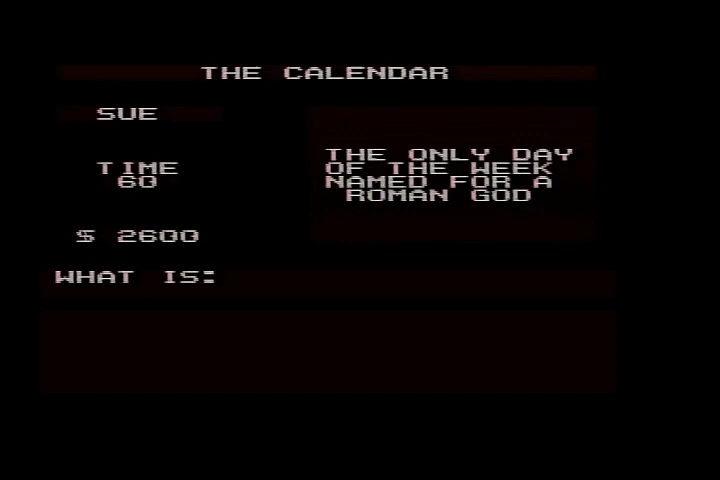 THE CALENDAR
SUE
TIME
60
$ 2600
THE ONLY DAY
OF THE WEEK
NAMED FOR A
ROMAN GOD
WHAT IS: